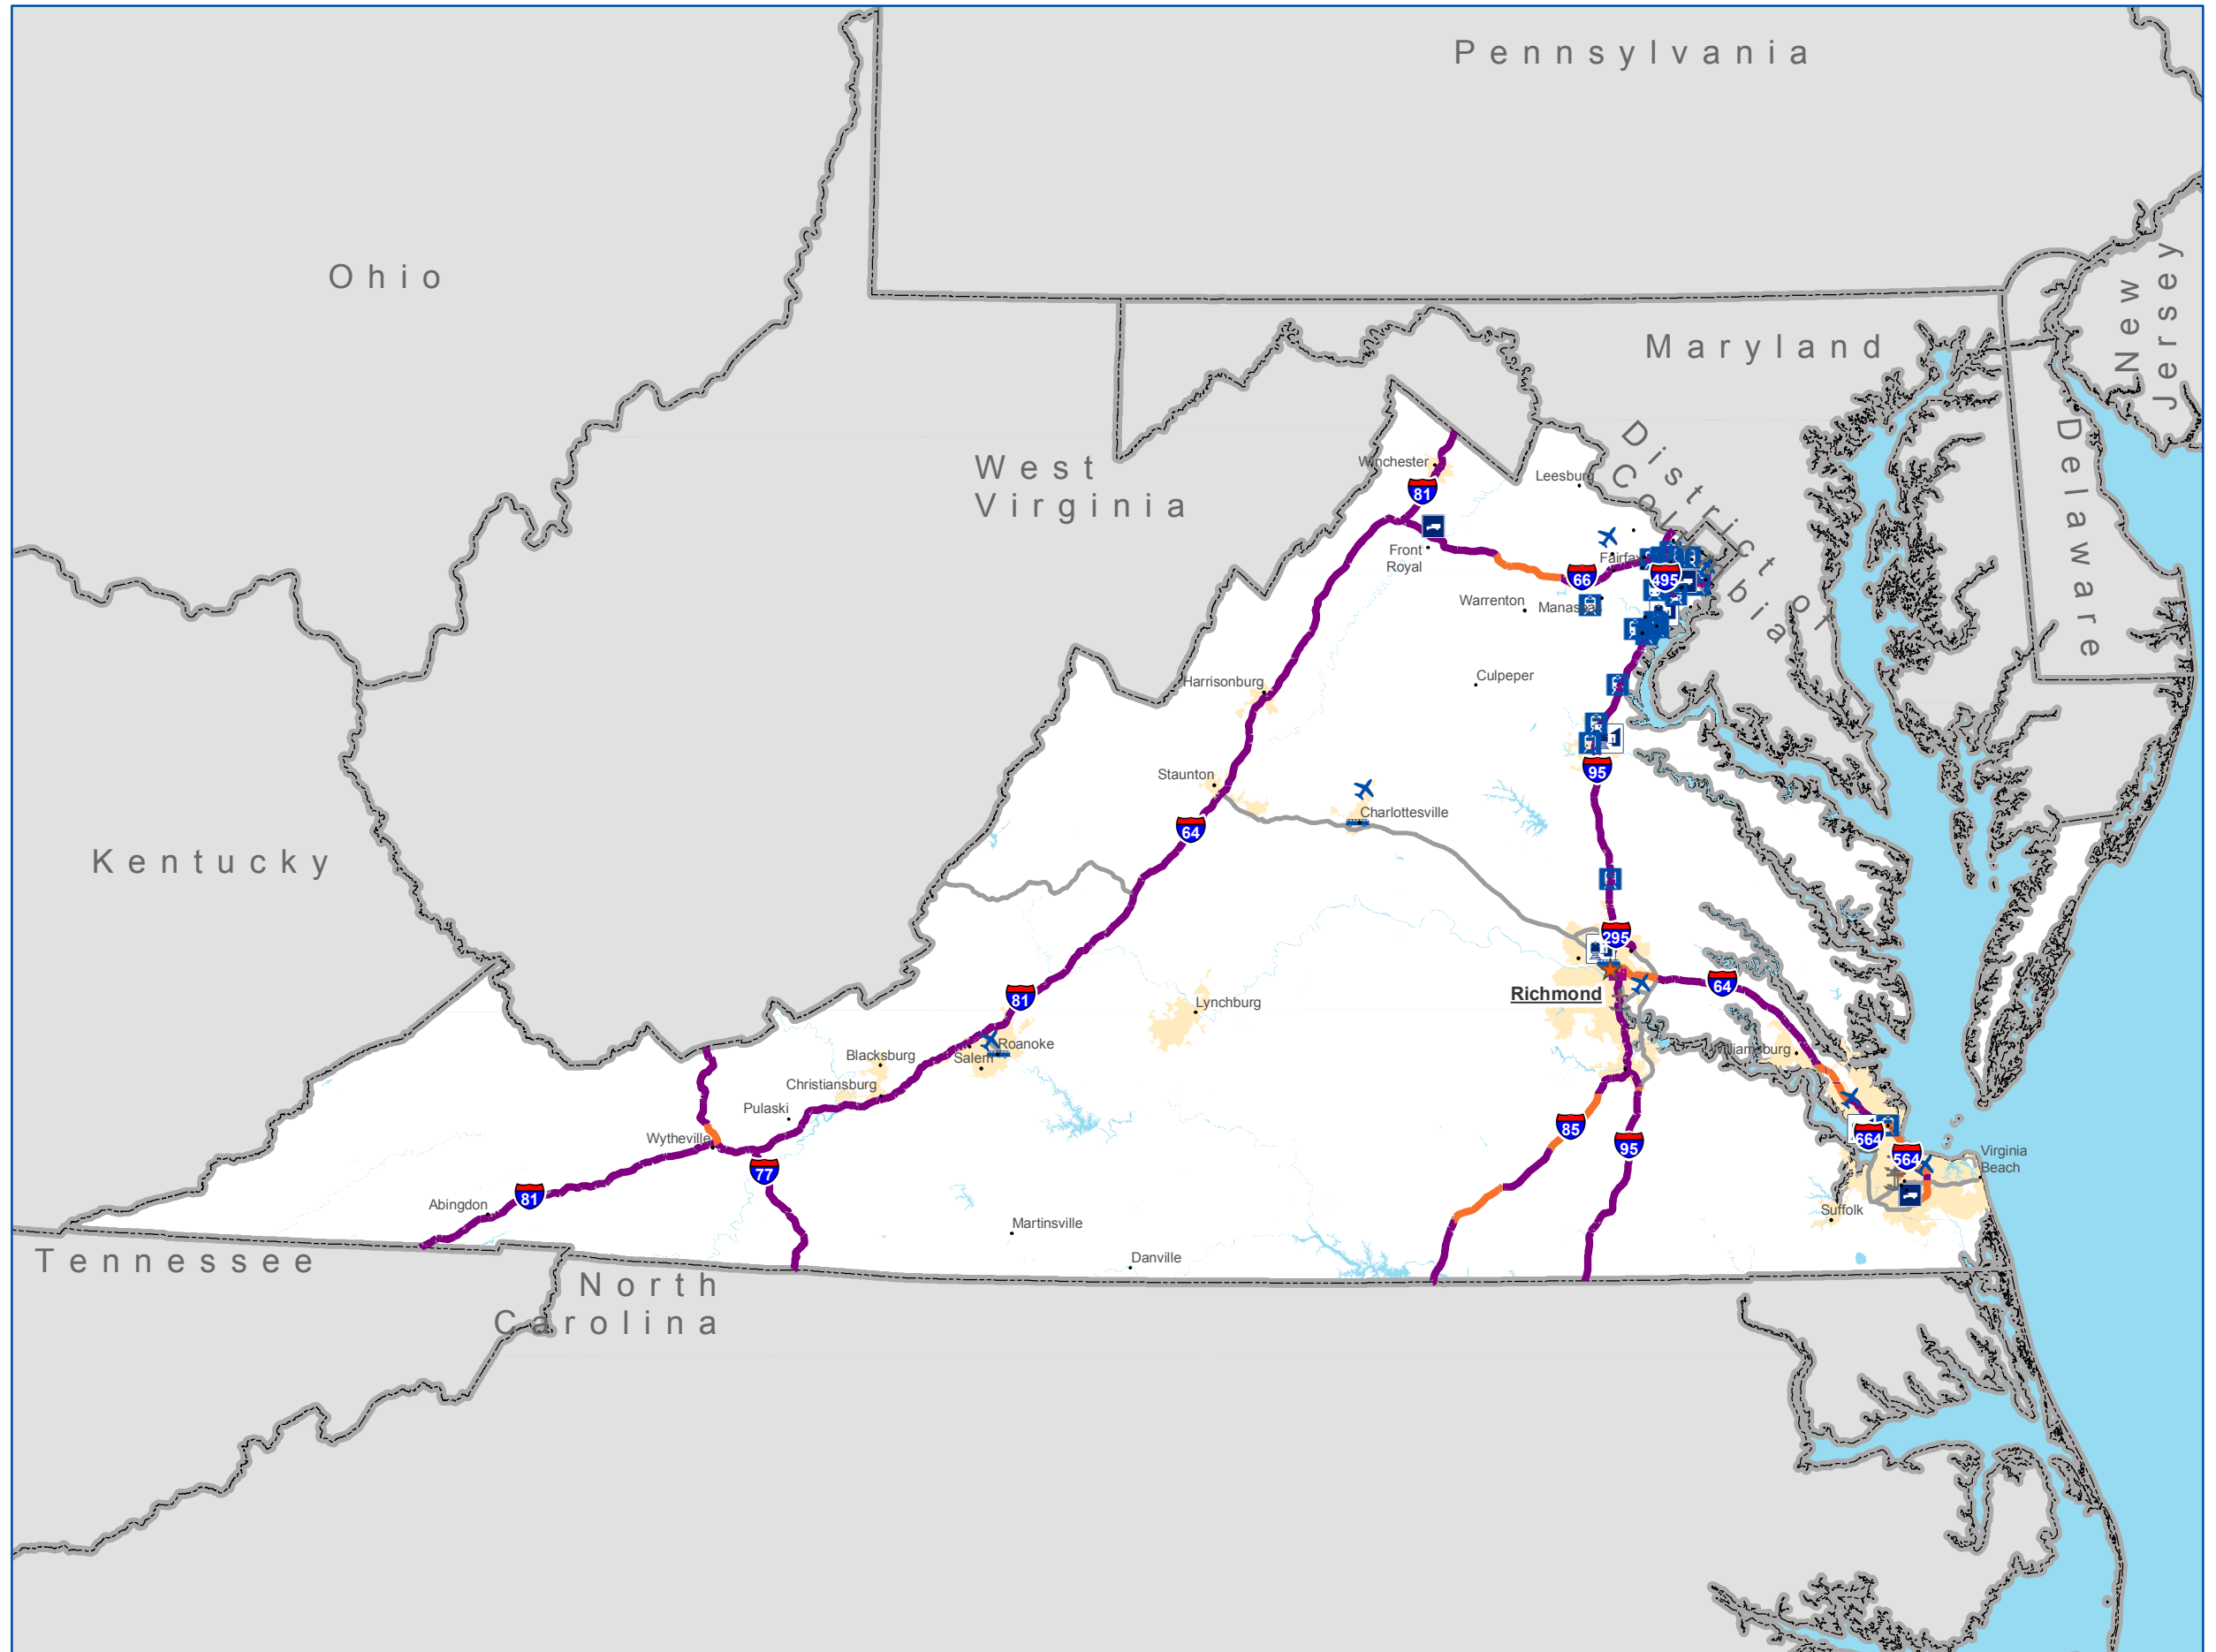 Pennsylvania
Ohio
New
Jersey
Maryland
Delaware
District of
Columbia
West
Virginia
Winchester
Leesburg
81
Front
Royal
Fairfax
66
495
Warrenton
Manassas
Culpeper
Harrisonburg
95
Staunton
Charlottesville
64
Kentucky
295
Richmond
64
Lynchburg
81
Roanoke
Salem
Blacksburg
Christiansburg
Williamsburg
Pulaski
Wytheville
85
95
664
564
Virginia
Beach
77
81
Abingdon
Suffolk
Martinsville
Danville
Tennessee
North
Carolina